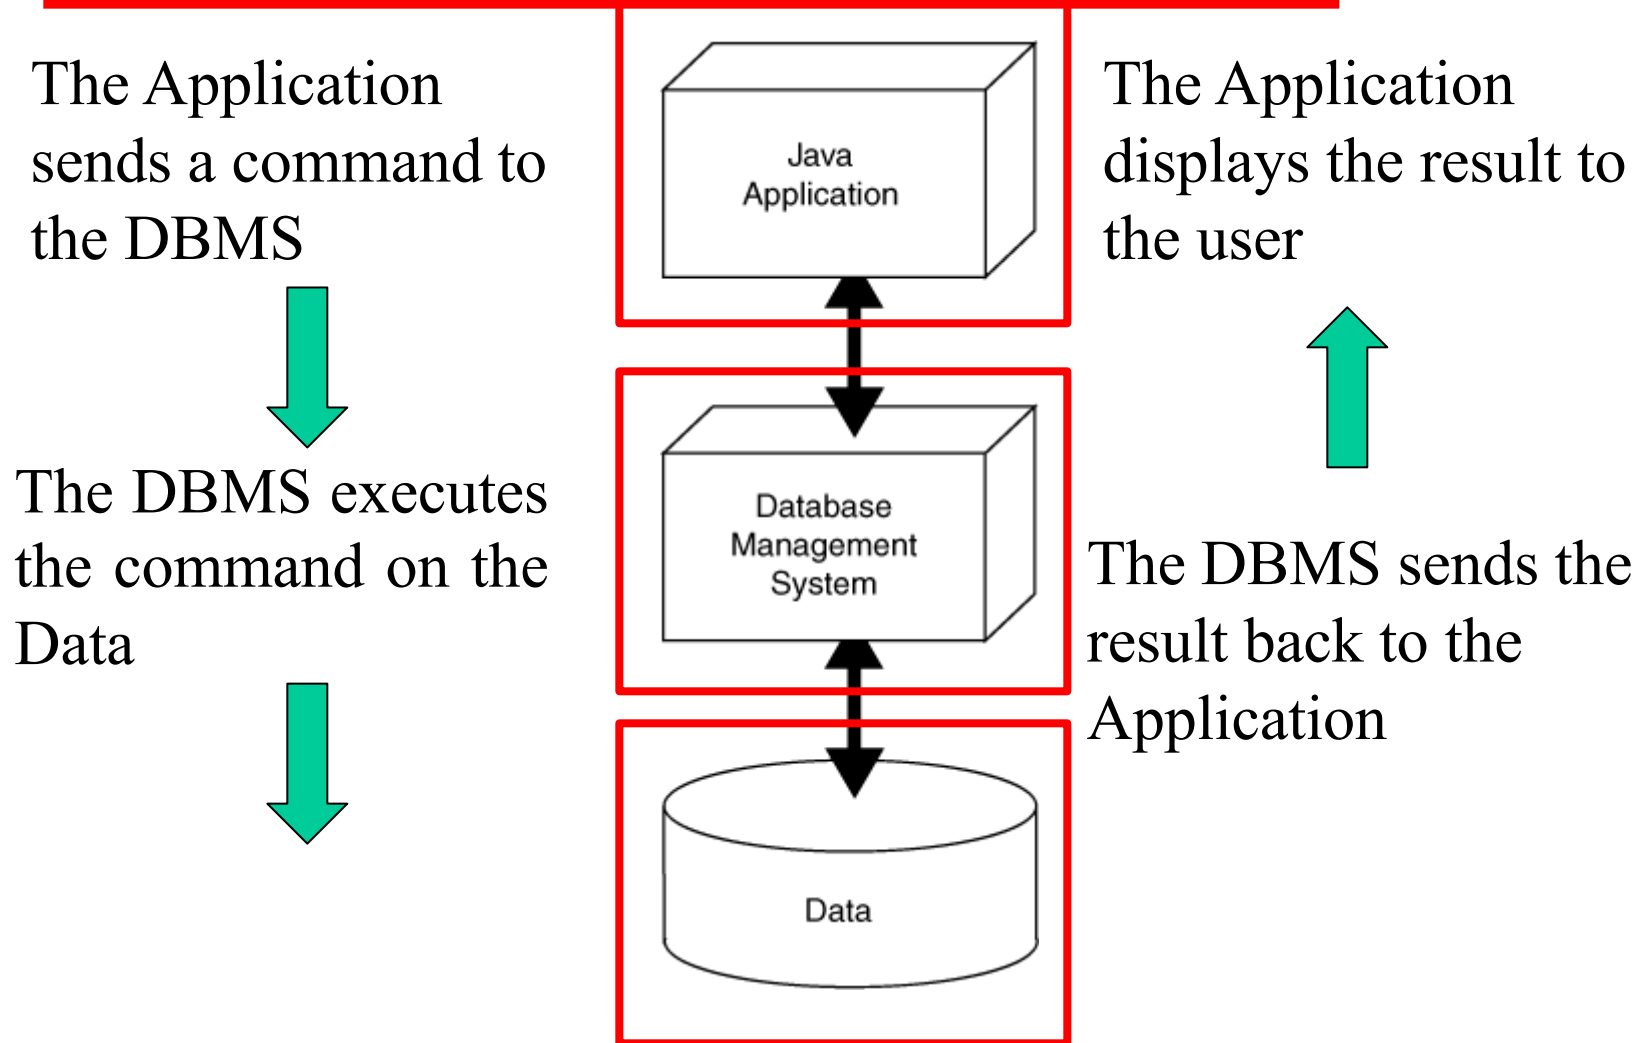 The Application
sends a command to
the DBMS
The DBMS executes
the command on the
Data
Java
Application
Database
Management
System
Data
The Application
displays the result to
the user
The DBMS sends the
result back to the
Application